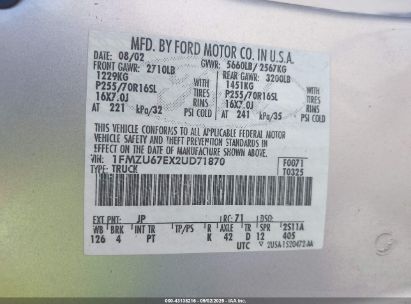 MFD. BY FORD MOTOR CO. IN U.S.A.
DATE: 08/02 GVWR: 5660LB/ 2567KG
FRONT GAWR: 2710LB REAR GAWR: 3200LB
1229KG WITH 1451KG WITH
P255/70R16SL TIRES P255/70R16SL TIRES
16X7.0J RIMS 16X7.0J RIMS
AT 221 kPa/32 PSI COLD AT 241 kPa/35 PSI COLD
THIS VEHICLE CONFORMS TO ALL APPLICABLE FEDERAL MOTOR
VEHICLE SAFETY AND THEFT PREVENTION STANDARDS IN EFFECT ON THE
DATE OF MANUFACTURE SHOWN ABOVE.
VIN: 1FMZU67EX2UD71870 F0071
TYPE: TRUCK T0325
EXT PNT: JP RC: 71 DSO:
WB BRK INT TR TP/PS R AXLE TR SPR 2S11A
126 4 PT K 42 D 12 405
UTC